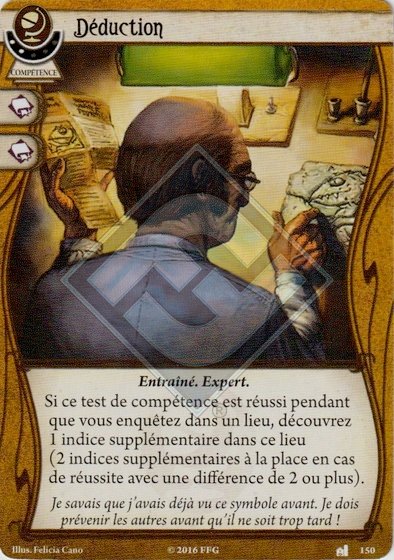 Déduction
COMPÉTENCE
Entraîné. Expert.
Si ce test de compétence est réussi pendant
que vous enquêtez dans un lieu, découvrez
1 indice supplémentaire dans ce lieu
(2 indices supplémentaires à la place en cas
de réussite avec une différence de 2 ou plus).
Je savais que j'avais déjà vu ce symbole avant. Je dois
prévenir les autres avant qu'il ne soit trop tard !
Illus. Felicia Cano © 2016 FFG 150